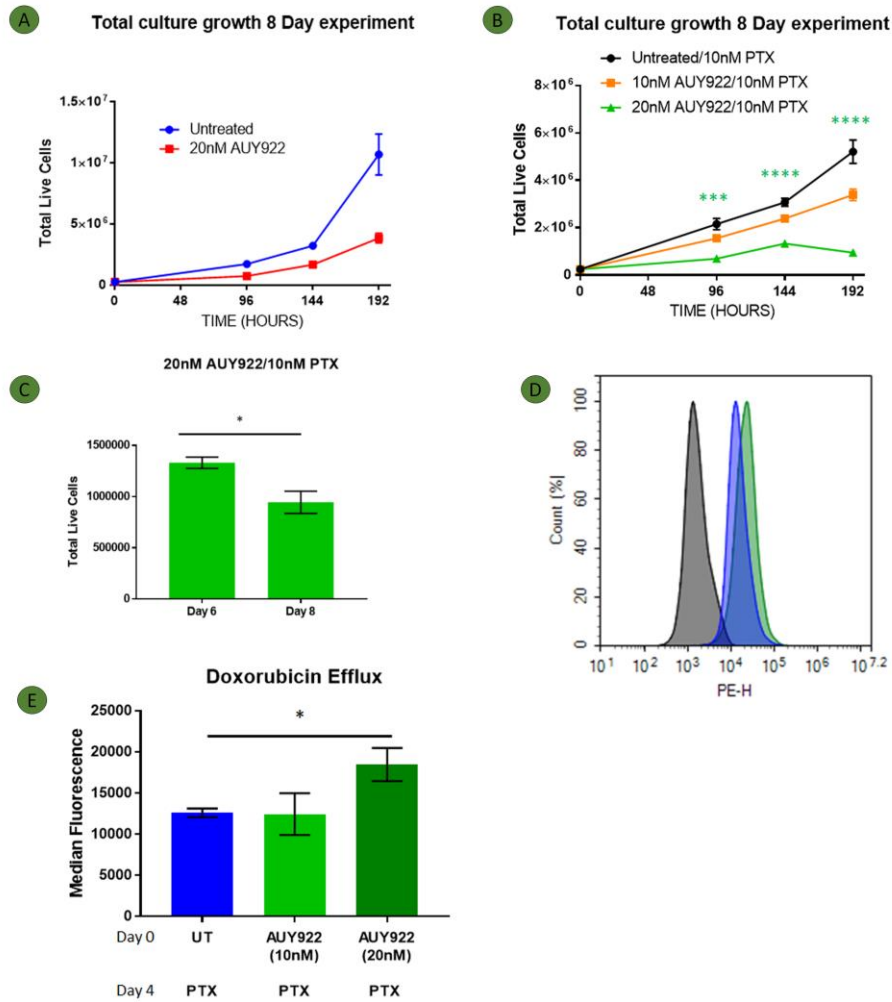 A
Total culture growth 8 Day experiment
Untreated
20nM AUY922
Total Live Cells
1.5×10⁷
1×10⁷
5×10⁶
0
0 48 96 144 192
TIME (HOURS)
B
Total culture growth 8 Day experiment
Untreated/10nM PTX
10nM AUY922/10nM PTX
20nM AUY922/10nM PTX
Total Live Cells
8×10⁶
6×10⁶
4×10⁶
2×10⁶
0
*** **** ****
0 48 96 144 192
TIME (HOURS)
C
20nM AUY922/10nM PTX
*
Total Live Cells
1500000
1000000
500000
0
Day 6 Day 8
D
Count (%)
100
80
60
40
20
0
10¹ 10² 10³ 10⁴ 10⁵ 10⁶ 10⁷·²
PE-H
E
Doxorubicin Efflux
*
Median Fluorescence
25000
20000
15000
10000
5000
0
Day 0 UT AUY922 AUY922
(10nM) (20nM)
Day 4 PTX PTX PTX